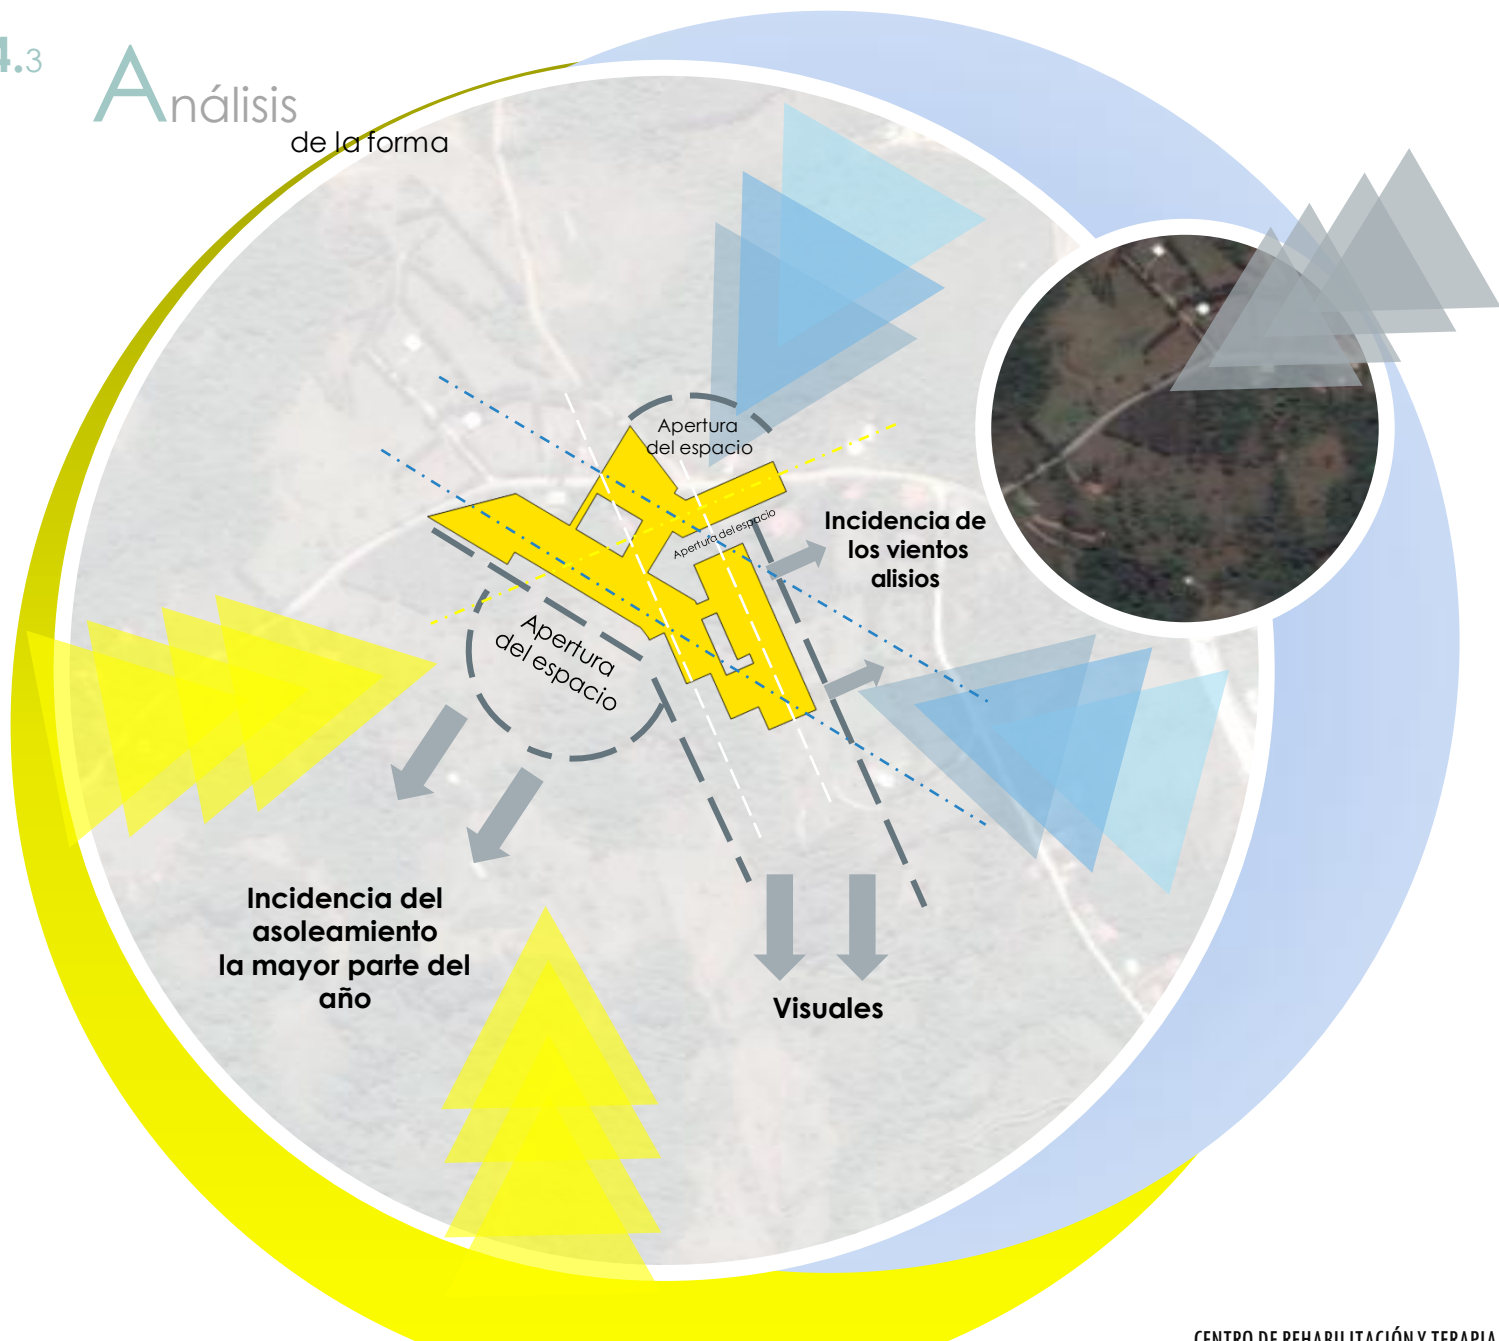 4.3
Análisis
de la forma
Apertura
del espacio
Apertura del espacio
Incidencia de
los vientos
alisios
Apertura
del espacio
Incidencia del
asoleamiento
la mayor parte del
año
Visuales
CENTRO DE REHABILITACIÓN Y TERAPIA